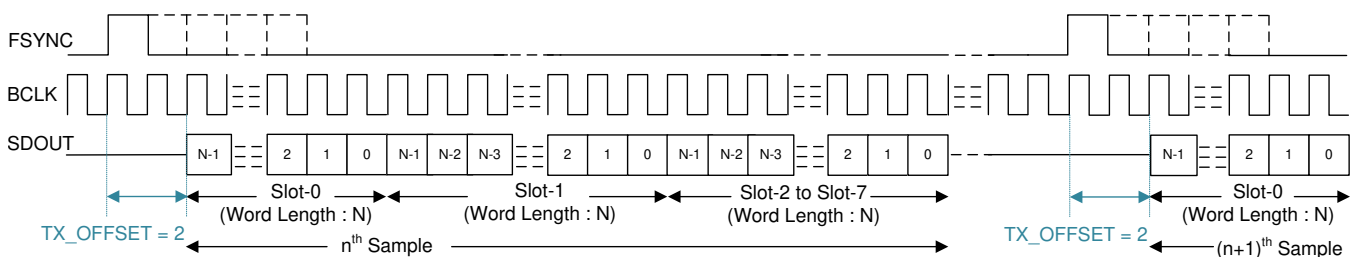 FSYNC
BCLK
SDOUT
N-1 2 1 0 N-1 N-2 N-3 2 1 0 N-1 N-2 N-3 2 1 0 N-1 2 1 0
Slot-0 Slot-1 Slot-2 to Slot-7 Slot-0
(Word Length : N) (Word Length : N) (Word Length : N) (Word Length : N)
TX_OFFSET = 2 TX_OFFSET = 2
nth Sample (n+1)th Sample